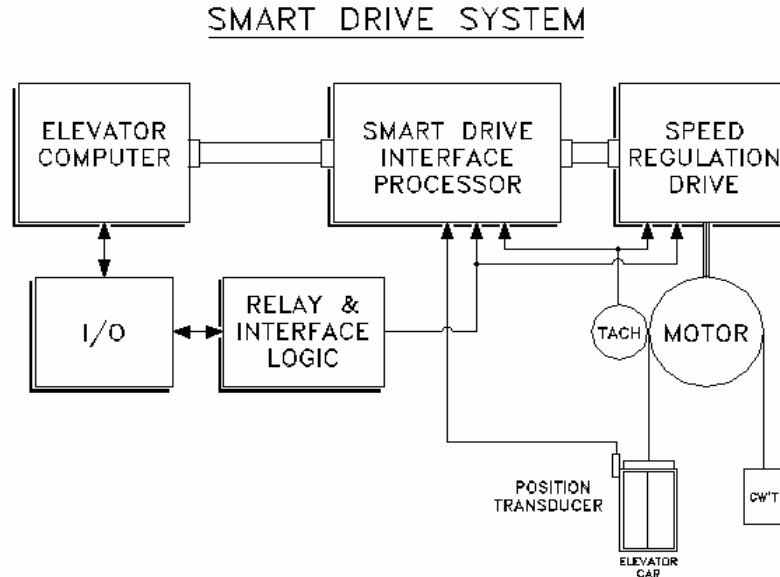 SMART DRIVE SYSTEM
ELEVATOR
COMPUTER
SMART DRIVE
INTERFACE
PROCESSOR
SPEED
REGULATION
DRIVE
I/O
RELAY &
INTERFACE
LOGIC
TACH
MOTOR
POSITION
TRANSDUCER
CW'T
ELEVATOR
CAR